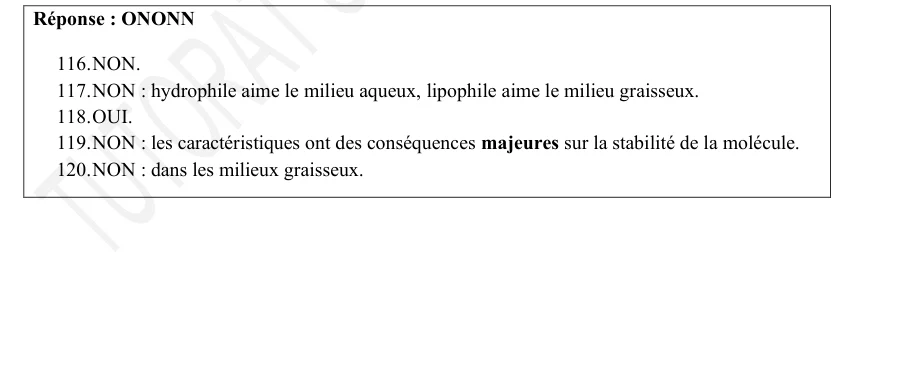 Réponse : ONONN
116.NON.
117.NON : hydrophile aime le milieu aqueux, lipophile aime le milieu graisseux.
118.OUI.
119.NON : les caractéristiques ont des conséquences majeures sur la stabilité de la molécule.
120.NON : dans les milieux graisseux.
TUTORAT